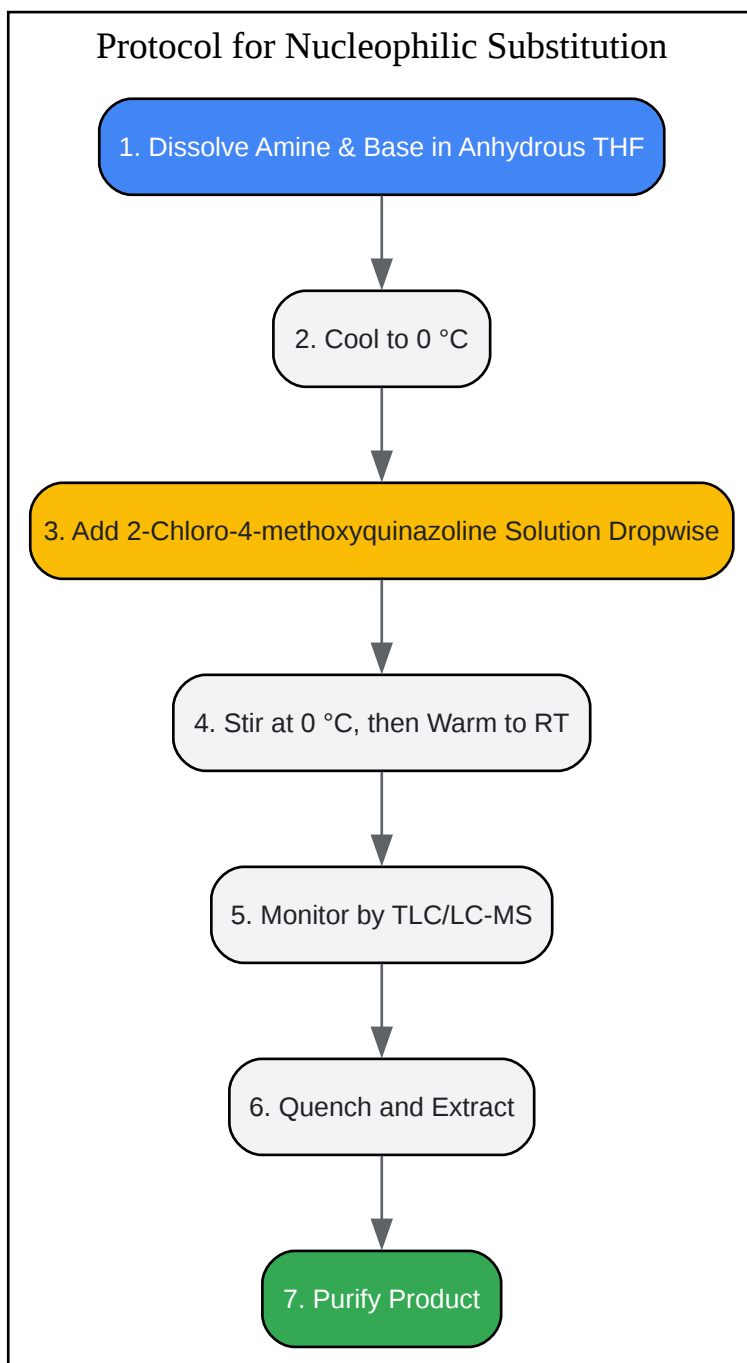 Protocol for Nucleophilic Substitution
1. Dissolve Amine & Base in Anhydrous THF
2. Cool to 0 °C
3. Add 2-Chloro-4-methoxyquinazoline Solution Dropwise
4. Stir at 0 °C, then Warm to RT
5. Monitor by TLC/LC-MS
6. Quench and Extract
7. Purify Product